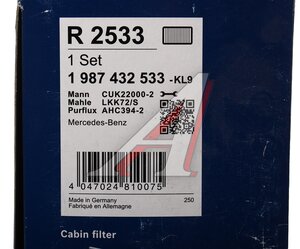 R 2533
1 Set
1 987 432 533 -KL9
Mann CUK22000-2
Mahle LKK72/S
Purflux AHC394-2
Mercedes-Benz
4 047024 810075
Made in Germany
Fabriqué en Allemagne
250
Cabin filter